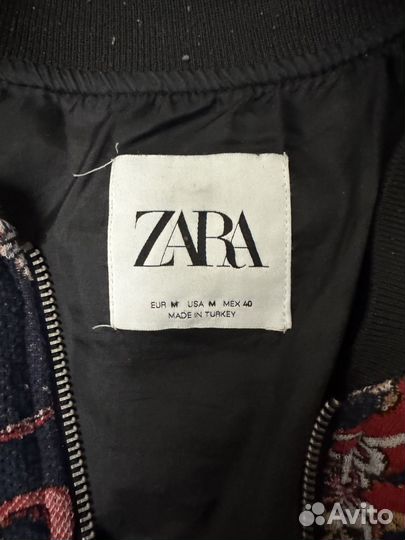 ZARA
EUR M USA M MEX 40
MADE IN TURKEY
Avito